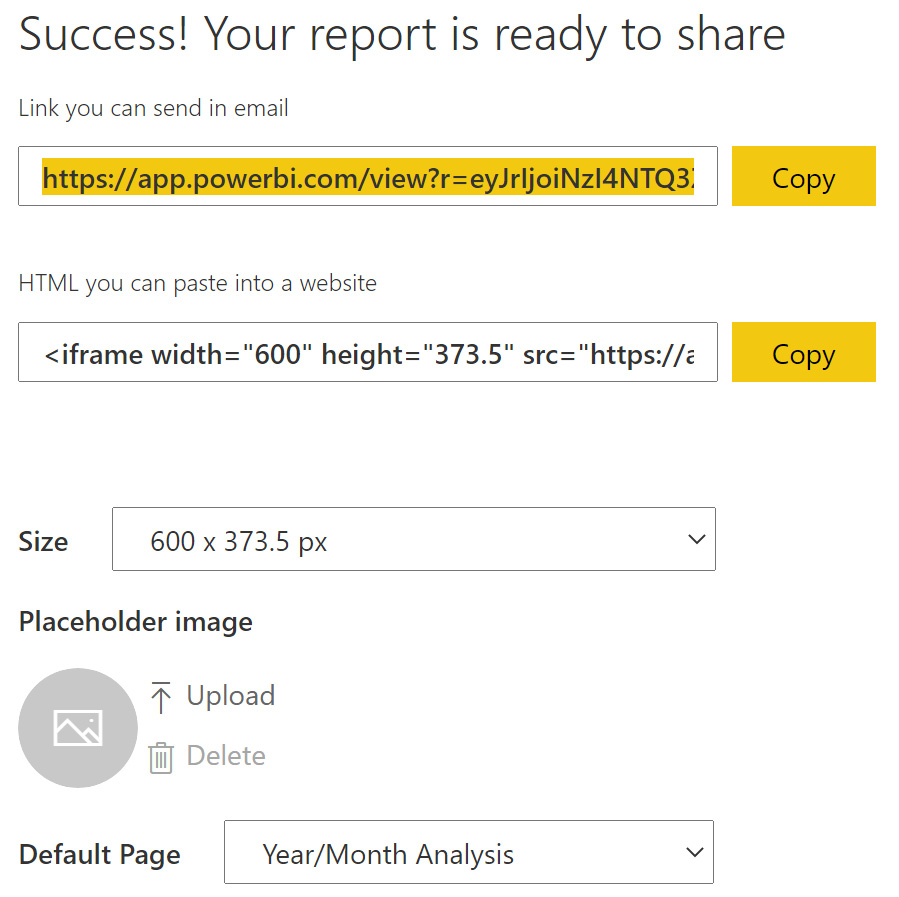 Success! Your report is ready to share
Link you can send in email
https://app.powerbi.com/view?r=eyJrIjoiNzI4NTQ3
Copy
HTML you can paste into a website
<iframe width="600" height="373.5" src="https://a
Copy
Size
600 x 373.5 px
Placeholder image
Upload
Delete
Default Page
Year/Month Analysis